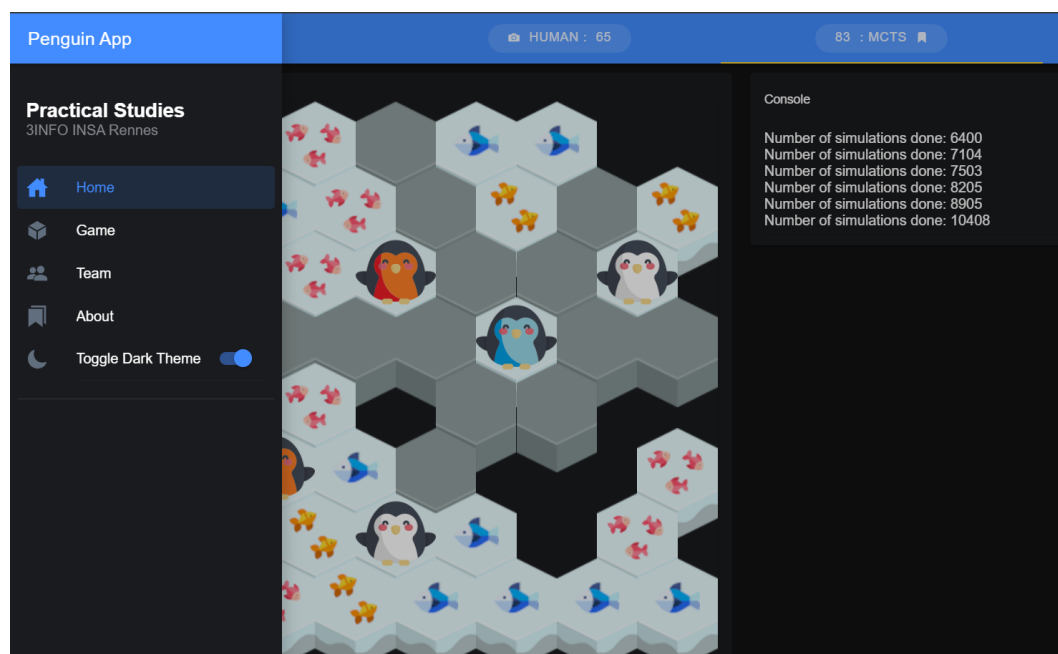 Penguin App
HUMAN : 65
83 : MCTS
Practical Studies
3INFO INSA Rennes
Home
Game
Team
About
Toggle Dark Theme
Console
Number of simulations done: 6400
Number of simulations done: 7104
Number of simulations done: 7503
Number of simulations done: 8205
Number of simulations done: 8905
Number of simulations done: 10408